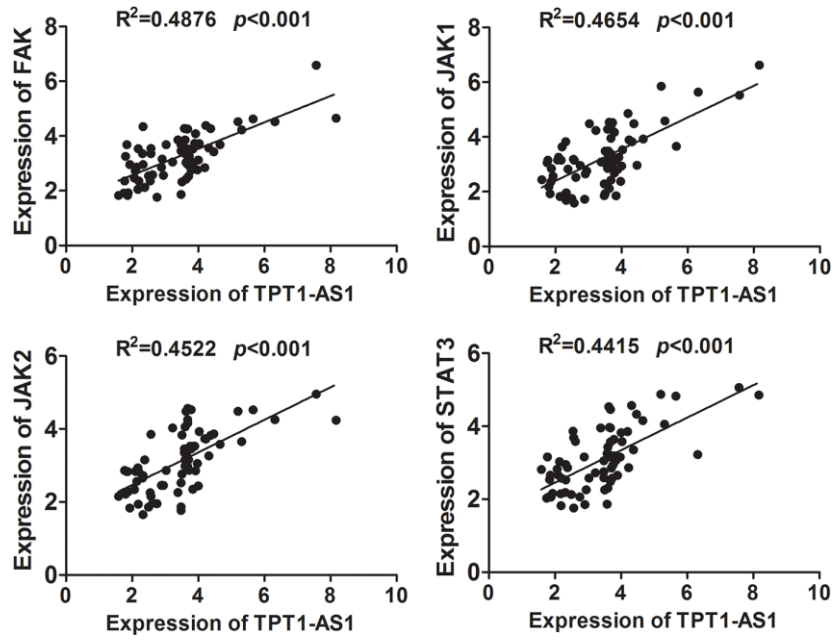 R²=0.4876 p<0.001
Expression of FAK
8
6
4
2
0
0 2 4 6 8 10
Expression of TPT1-AS1
R²=0.4654 p<0.001
Expression of JAK1
8
6
4
2
0
0 2 4 6 8 10
Expression of TPT1-AS1
R²=0.4522 p<0.001
Expression of JAK2
6
4
2
0
0 2 4 6 8 10
Expression of TPT1-AS1
R²=0.4415 p<0.001
Expression of STAT3
6
4
2
0
0 2 4 6 8 10
Expression of TPT1-AS1